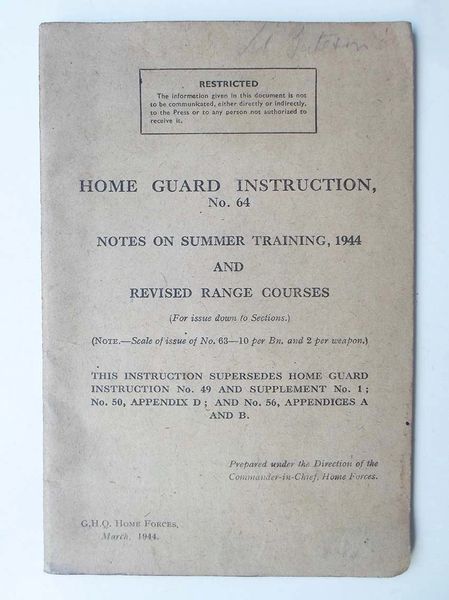 RESTRICTED
The information given in this document is not
to be communicated, either directly or indirectly,
to the Press or to any person not authorized to
receive it.
HOME GUARD INSTRUCTION,
No. 64
NOTES ON SUMMER TRAINING, 1944
AND
REVISED RANGE COURSES
(For issue down to Sections.)
(NOTE.—Scale of issue of No. 63—10 per Bn. and 2 per weapon.)
THIS INSTRUCTION SUPERSEDES HOME GUARD
INSTRUCTION No. 49 AND SUPPLEMENT No. 1;
No. 50, APPENDIX D; AND No. 56, APPENDICES A
AND B.
Prepared under the Direction of the
Commander-in-Chief, Home Forces.
G.H.Q. HOME FORCES,
March, 1944.